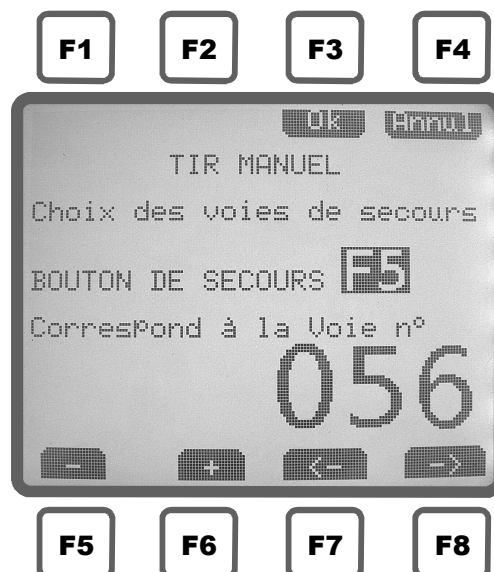 F1 F2 F3 F4
Ok Annul
TIR MANUEL
Choix des voies de secours
BOUTON DE SECOURS F5
Correspond à la Voie n°
056
- + <- ->
F5 F6 F7 F8